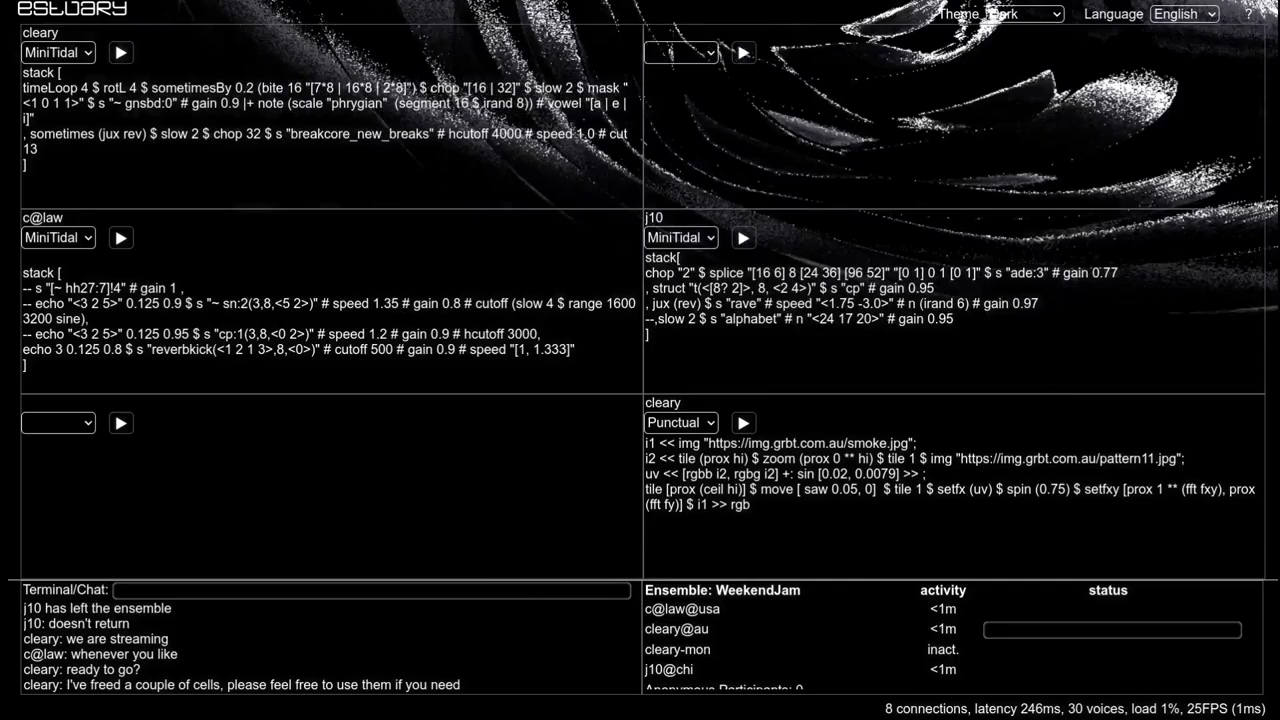 estuary
Theme Dark Language English ?
cleary
MiniTidal
stack [
timeLoop 4 $ rotL 4 $ sometimesBy 0.2 (bite 16 "[7*8 | 16*8 | 2*8]") $ chop "[16 | 32]" $ slow 2 $ mask "
<1 0 1 1>" $ s "~ gnsbd:0" # gain 0.9 |+ note (scale "phrygian" (segment 16 $ irand 8)) # vowel "[a | e |
i]"
, sometimes (jux rev) $ slow 2 $ chop 32 $ s "breakcore_new_breaks" # hcutoff 4000 # speed 1.0 # cut
13
]
c@law
MiniTidal
stack [
-- s "[~ hh27:7]!4" # gain 1 ,
-- echo "<3 2 5>" 0.125 0.9 $ s "~ sn:2(3,8,<5 2>)" # speed 1.35 # gain 0.8 # cutoff (slow 4 $ range 1600
3200 sine),
-- echo "<3 2 5>" 0.125 0.95 $ s "cp:1(3,8,<0 2>)" # speed 1.2 # gain 0.9 # hcutoff 3000,
echo 3 0.125 0.8 $ s "reverbkick(<1 2 1 3>,8,<0>)" # cutoff 500 # gain 0.9 # speed "[1, 1.333]"
]
j10
MiniTidal
stack[
chop "2" $ splice "[16 6] 8 [24 36] [96 52]" "[0 1] 0 1 [0 1]" $ s "ade:3" # gain 0.77
, struct "t(<[8? 2]>, 8, <2 4>)" $ s "cp" # gain 0.95
, jux (rev) $ s "rave" # speed "<1.75 -3.0>" # n (irand 6) # gain 0.97
--,slow 2 $ s "alphabet" # n "<24 17 20>" # gain 0.95
]
cleary
Punctual
i1 << img "https://img.grbt.com.au/smoke.jpg";
i2 << tile (prox hi) $ zoom (prox 0 ** hi) $ tile 1 $ img "https://img.grbt.com.au/pattern11.jpg";
uv << [rgbb i2, rgbg i2] +: sin [0.02, 0.0079] >> ;
tile [prox (ceil hi)] $ move [ saw 0.05, 0] $ tile 1 $ setfx (uv) $ spin (0.75) $ setfxy [prox 1 ** (fft fxy), prox
(fft fy)] $ i1 >> rgb
Terminal/Chat:
j10 has left the ensemble
j10: doesn't return
cleary: we are streaming
c@law: whenever you like
cleary: ready to go?
cleary: I've freed a couple of cells, please feel free to use them if you need
Ensemble: WeekendJam activity status
c@law@usa <1m
cleary@au <1m
cleary-mon inact.
j10@chi <1m
Anonymous Participants: 0
8 connections, latency 246ms, 30 voices, load 1%, 25FPS (1ms)